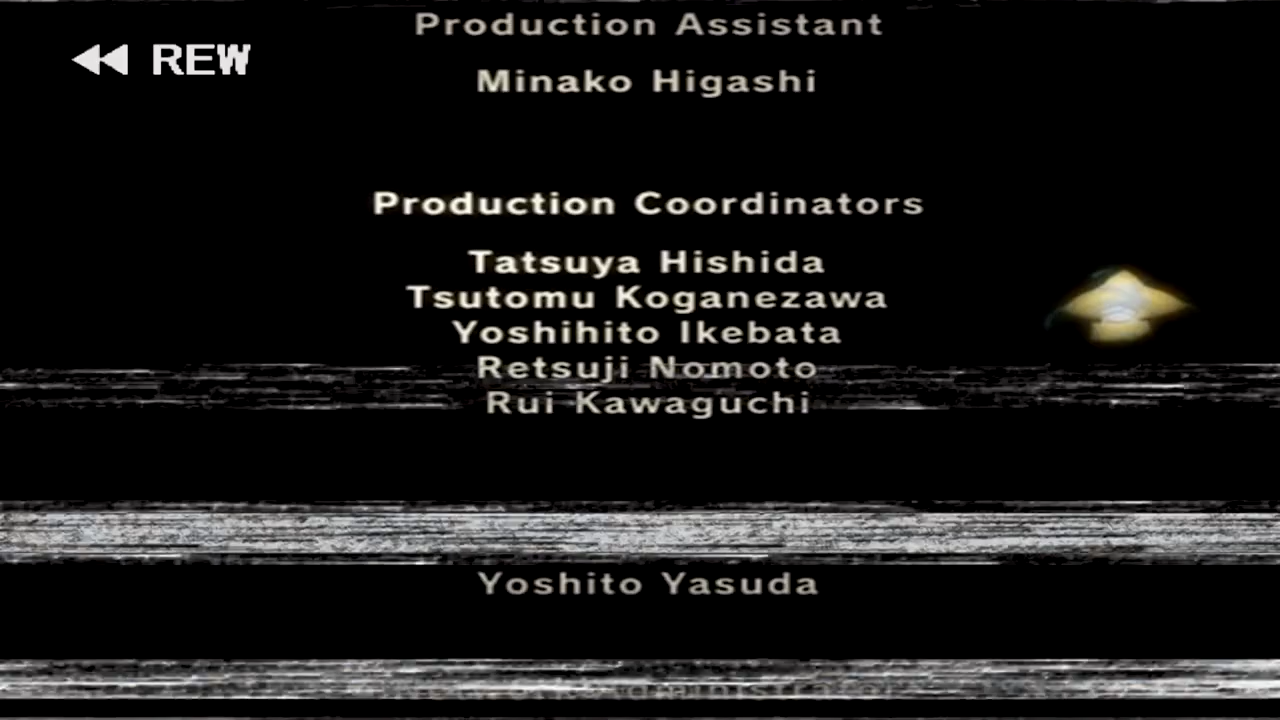 Production Assistant
REW
Minako Higashi
Production Coordinators
Tatsuya Hishida
Tsutomu Koganezawa
Yoshihito Ikebata
Retsuji Nomoto
Rui Kawaguchi
Yoshito Yasuda
Administrator